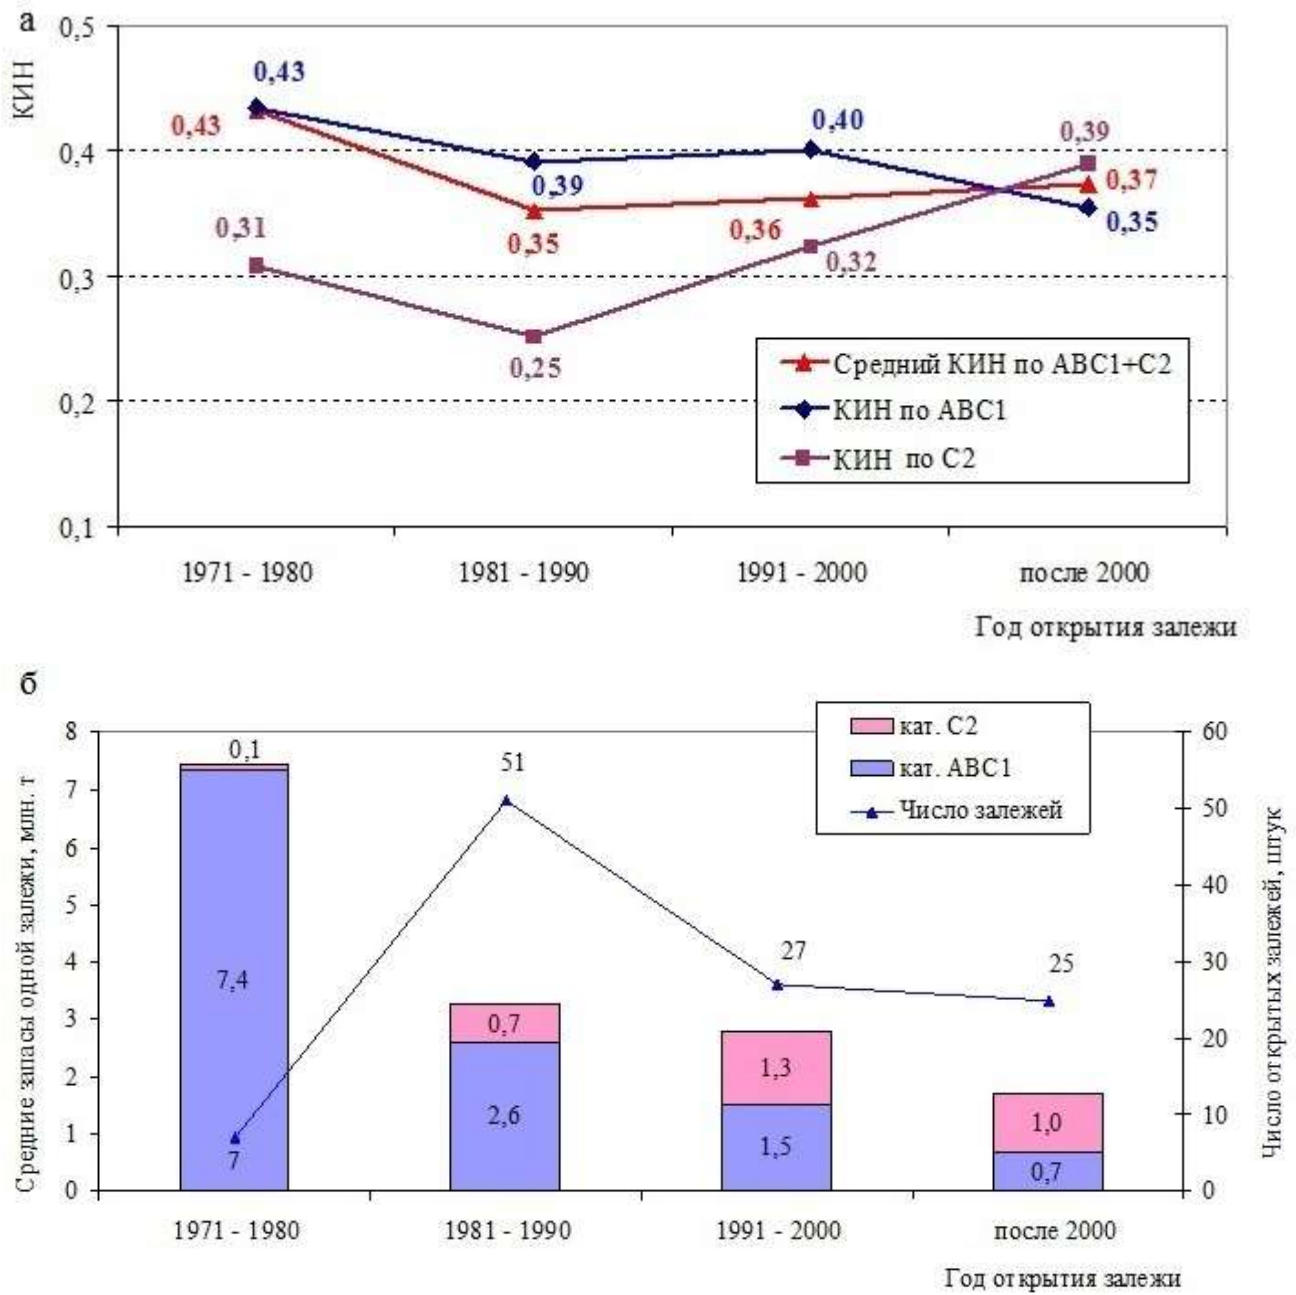 а
КИН
0,5
0,4
0,3
0,2
0,1
0,43
0,43
0,31
0,39
0,35
0,25
0,40
0,36
0,32
0,39
0,37
0,35
Средний КИН по АВС1+С2
КИН по АВС1
КИН по С2
1971 - 1980
1981 - 1990
1991 - 2000
после 2000
Год открытия залежи
б
Средние запасы одной залежи, млн. т
8
7
6
5
4
3
2
1
0
кат. С2
кат. АВС1
Число залежей
0,1
7,4
7
51
0,7
2,6
27
1,3
1,5
25
1,0
0,7
60
50
40
30
20
10
0
Число открытых залежей, штук
1971 - 1980
1981 - 1990
1991 - 2000
после 2000
Год открытия залежи